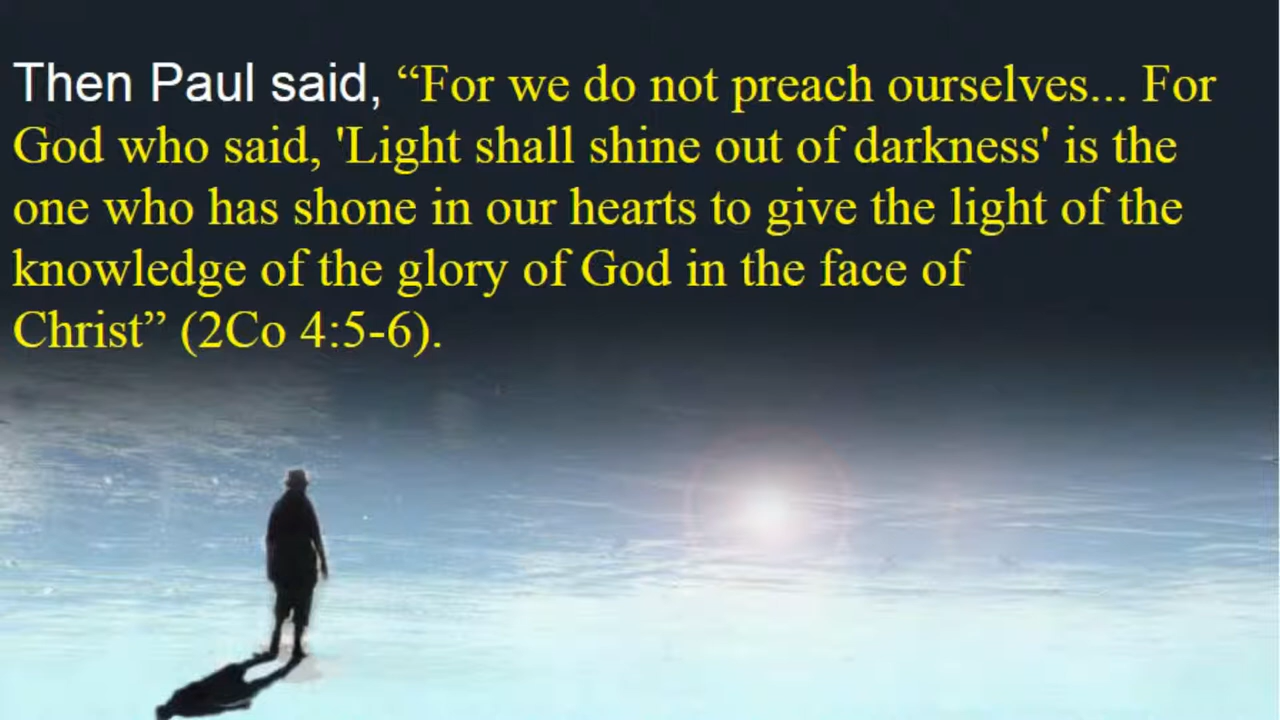 Then Paul said, “For we do not preach ourselves... For
God who said, 'Light shall shine out of darkness' is the
one who has shone in our hearts to give the light of the
knowledge of the glory of God in the face of
Christ” (2Co 4:5-6).